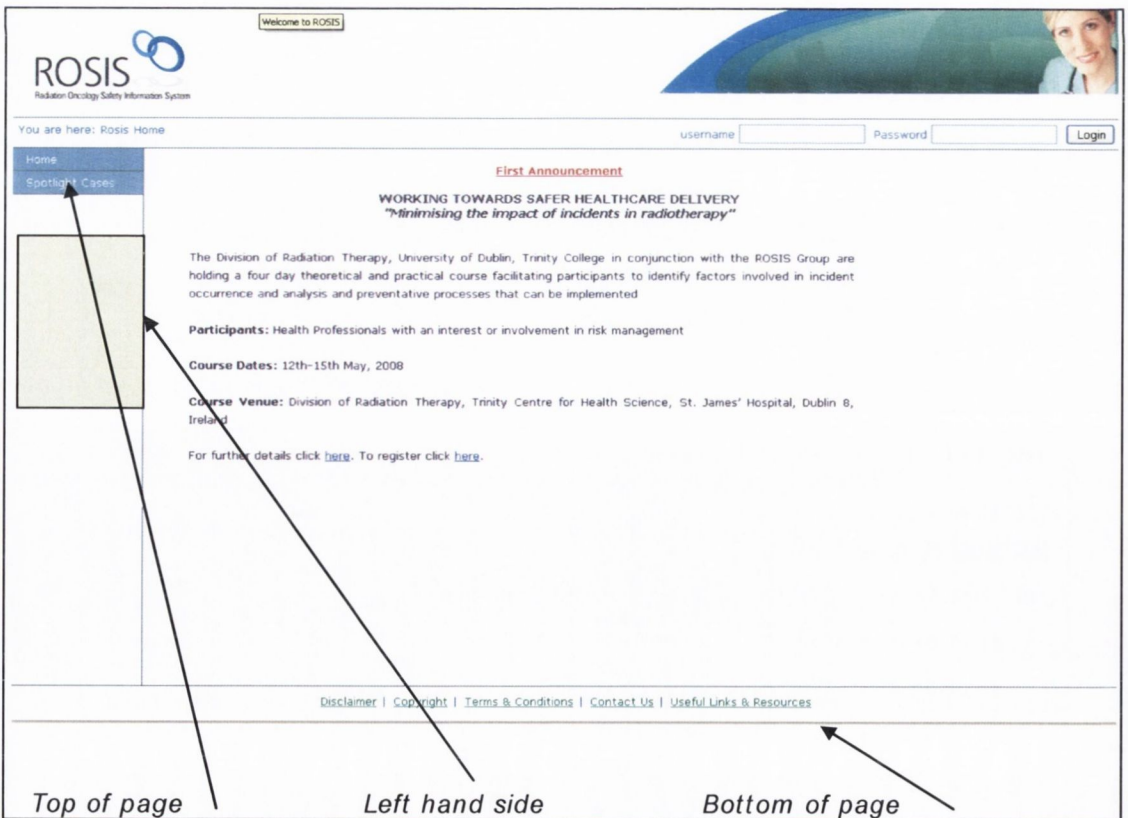 Welcome to ROSIS
ROSIS
Radiation Oncology Safety Information System
You are here: Rosis Home
username
Password
Login
Home
Spotlight Cases
First Announcement
WORKING TOWARDS SAFER HEALTHCARE DELIVERY
"Minimising the impact of incidents in radiotherapy"
The Division of Radiation Therapy, University of Dublin, Trinity College in conjunction with the ROSIS Group are
holding a four day theoretical and practical course facilitating participants to identify factors involved in incident
occurrence and analysis and preventative processes that can be implemented
Participants: Health Professionals with an interest or involvement in risk management
Course Dates: 12th-15th May, 2008
Course Venue: Division of Radiation Therapy, Trinity Centre for Health Science, St. James' Hospital, Dublin 8,
Ireland
For further details click here. To register click here.
Disclaimer | Copyright | Terms & Conditions | Contact Us | Useful Links & Resources
Top of page
Left hand side
Bottom of page